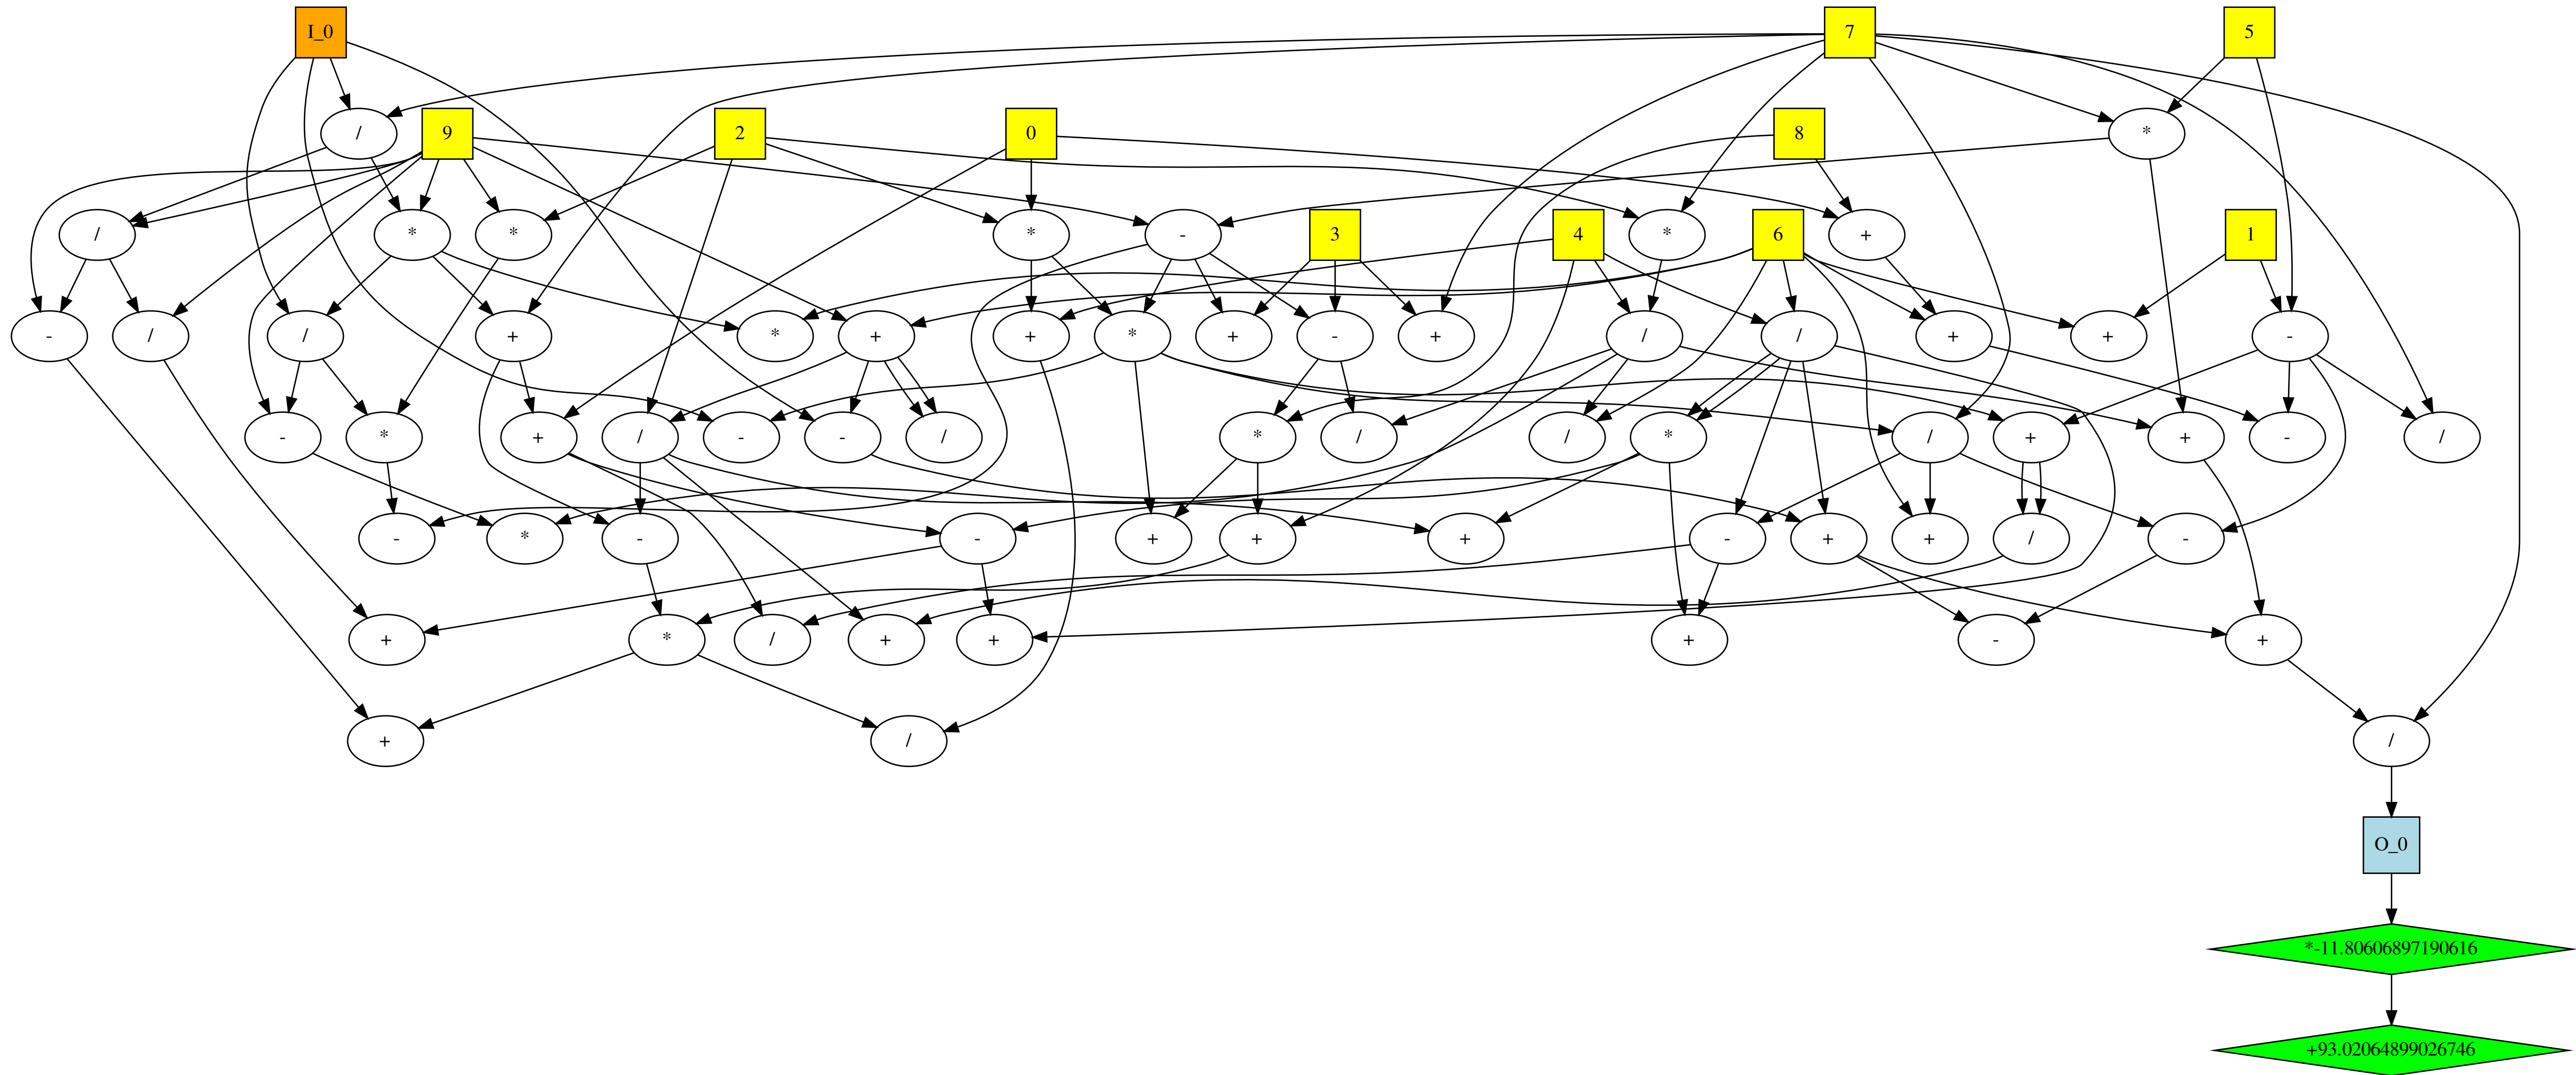 I_0 7 5
/ 9 2 0 8 *
/ * * * - 3 4 * 6 + 1
- / / + * + + * + - + / / + + -
- * + / - - / * / / * / + + - /
- * - - + + + - + + / -
+ * / + + + - +
+ / /
O_0
*-11.80606897190616
+93.02064899026746